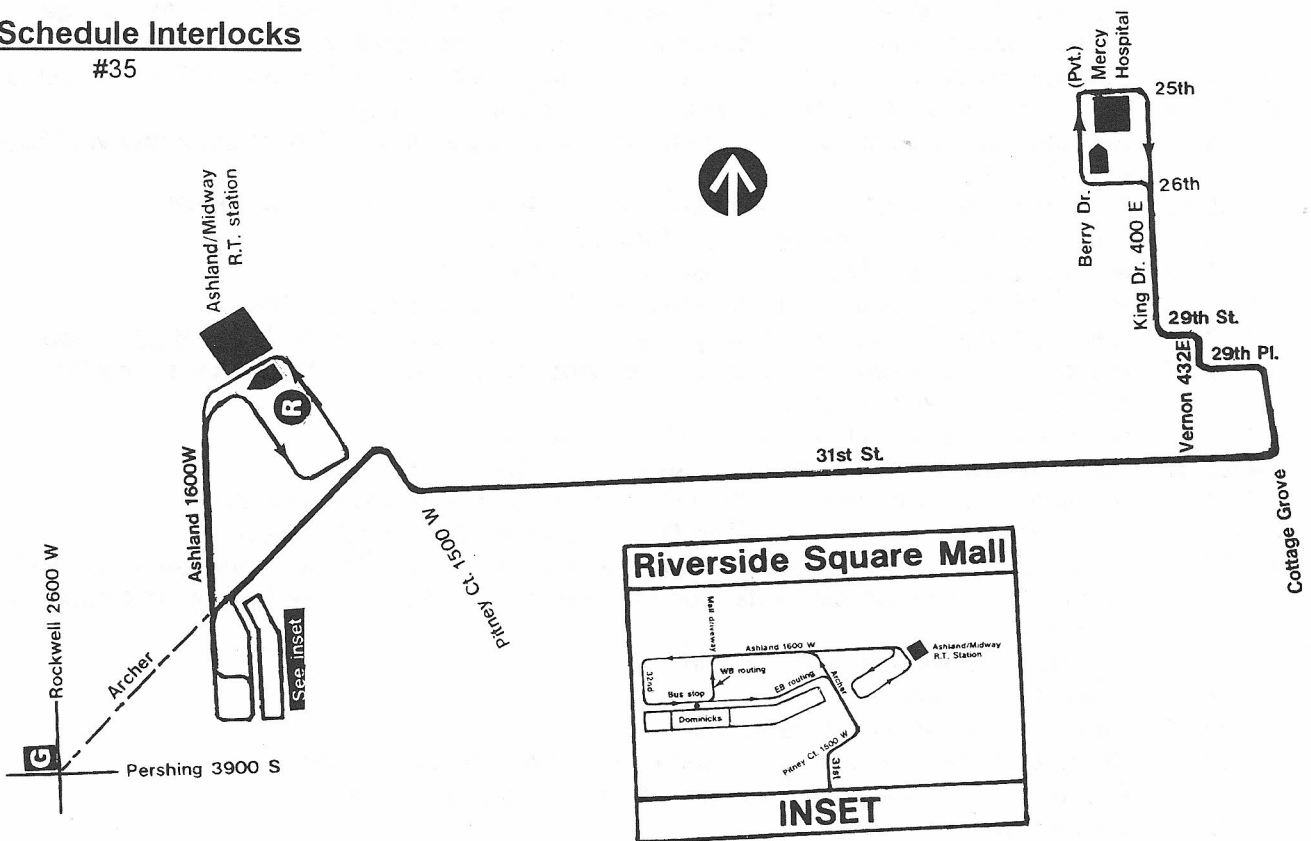 Schedule Interlocks
#35
(Pvt.)
Mercy
Hospital
25th
26th
Berry Dr.
King Dr. 400 E
29th St.
Vernon 432E
29th Pl.
31st St.
Cottage Grove
Ashland/Midway
R.T. station
R
Ashland 1600W
Pitney Ct. 1500 W
Rockwell 2600 W
Archer
See inset
G
Pershing 3900 S
Riverside Square Mall
Mall driveway
Ashland 1600 W
Ashland/Midway
R.T. Station
32nd
WB routing
Bus stop
EB routing
Archer
Dominicks
Pitney Ct. 1500 W
31st
INSET